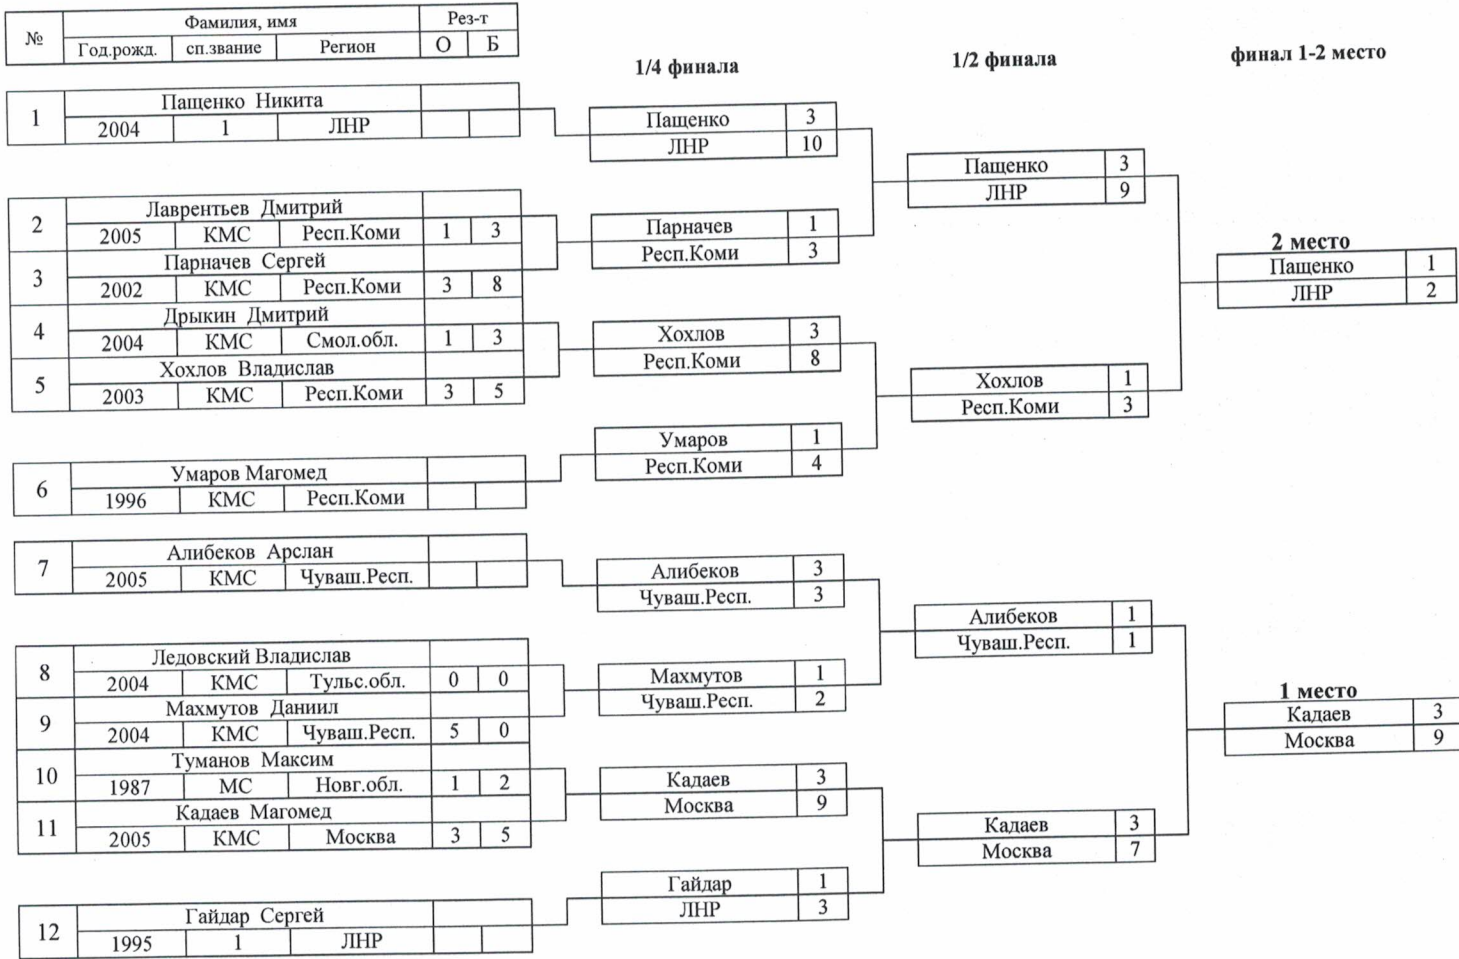 № Фамилия, имя Рез-т
Год.рожд. сп.звание Регион О Б
1/4 финала 1/2 финала финал 1-2 место
1 Пащенко Никита
2004 1 ЛНР
Пащенко 3
ЛНР 10
Пащенко 3
ЛНР 9
2 Лаврентьев Дмитрий
2005 КМС Респ.Коми 1 3
3 Парначев Сергей
2002 КМС Респ.Коми 3 8
Парначев 1
Респ.Коми 3
2 место
Пащенко 1
ЛНР 2
4 Дрыкин Дмитрий
2004 КМС Смол.обл. 1 3
5 Хохлов Владислав
2003 КМС Респ.Коми 3 5
Хохлов 3
Респ.Коми 8
Хохлов 1
Респ.Коми 3
Умаров 1
Респ.Коми 4
6 Умаров Магомед
1996 КМС Респ.Коми
7 Алибеков Арслан
2005 КМС Чуваш.Респ.
Алибеков 3
Чуваш.Респ. 3
Алибеков 1
Чуваш.Респ. 1
8 Ледовский Владислав
2004 КМС Тульс.обл. 0 0
9 Махмутов Даниил
2004 КМС Чуваш.Респ. 5 0
Махмутов 1
Чуваш.Респ. 2
1 место
Кадаев 3
Москва 9
10 Туманов Максим
1987 МС Новг.обл. 1 2
11 Кадаев Магомед
2005 КМС Москва 3 5
Кадаев 3
Москва 9
Кадаев 3
Москва 7
Гайдар 1
ЛНР 3
12 Гайдар Сергей
1995 1 ЛНР